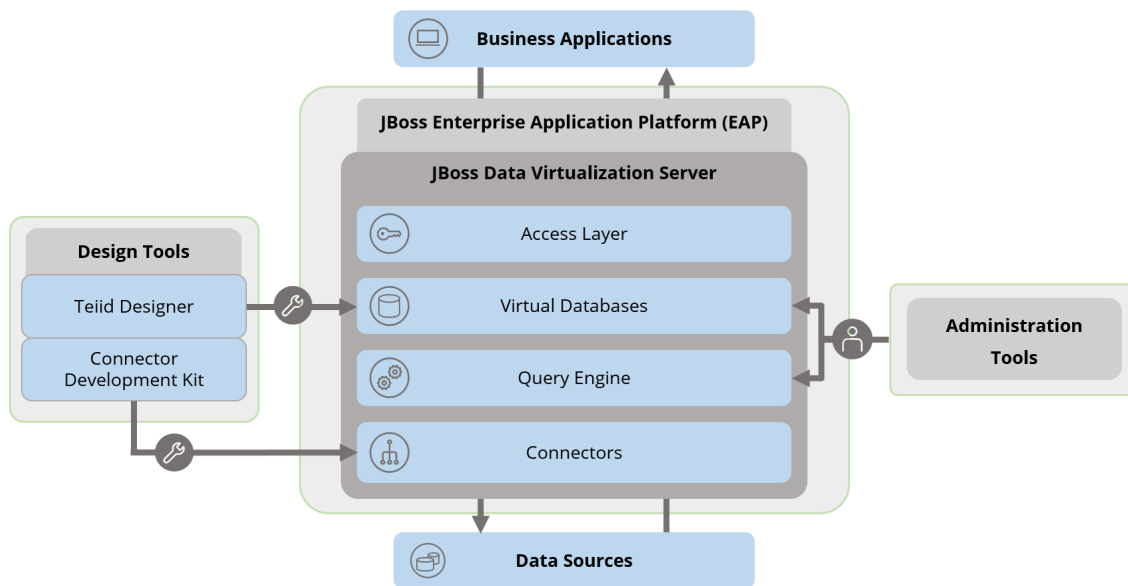 Business Applications
JBoss Enterprise Application Platform (EAP)
JBoss Data Virtualization Server
Access Layer
Design Tools
Teiid Designer
Virtual Databases
Administration
Tools
Connector
Development Kit
Query Engine
Connectors
Data Sources